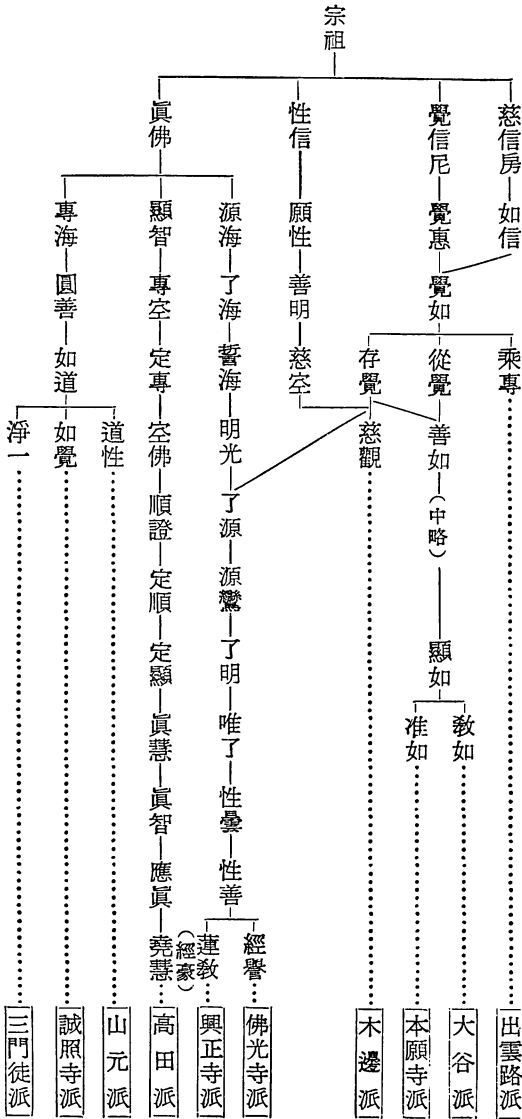 宗祖
慈信房 如信
覺信尼 覺惠 覺如
乘專
從覺 善如 (中略) 顯如
敎如
准如
存覺 慈觀
性信 願性 善明 慈空
眞佛
源海 了海 誓海 明光 了源 源鸞 了明 唯了 性曇 性善
經譽
蓮敎
(經豪)
顯智 專空 定專 空佛 順證 定順 定顯 眞慧 眞智 應眞 堯慧
專海 圓善 如道
道性
如覺
淨一
出雲路派
大谷派
本願寺派
木邊派
佛光寺派
興正寺派
高田派
山元派
誠照寺派
三門徒派